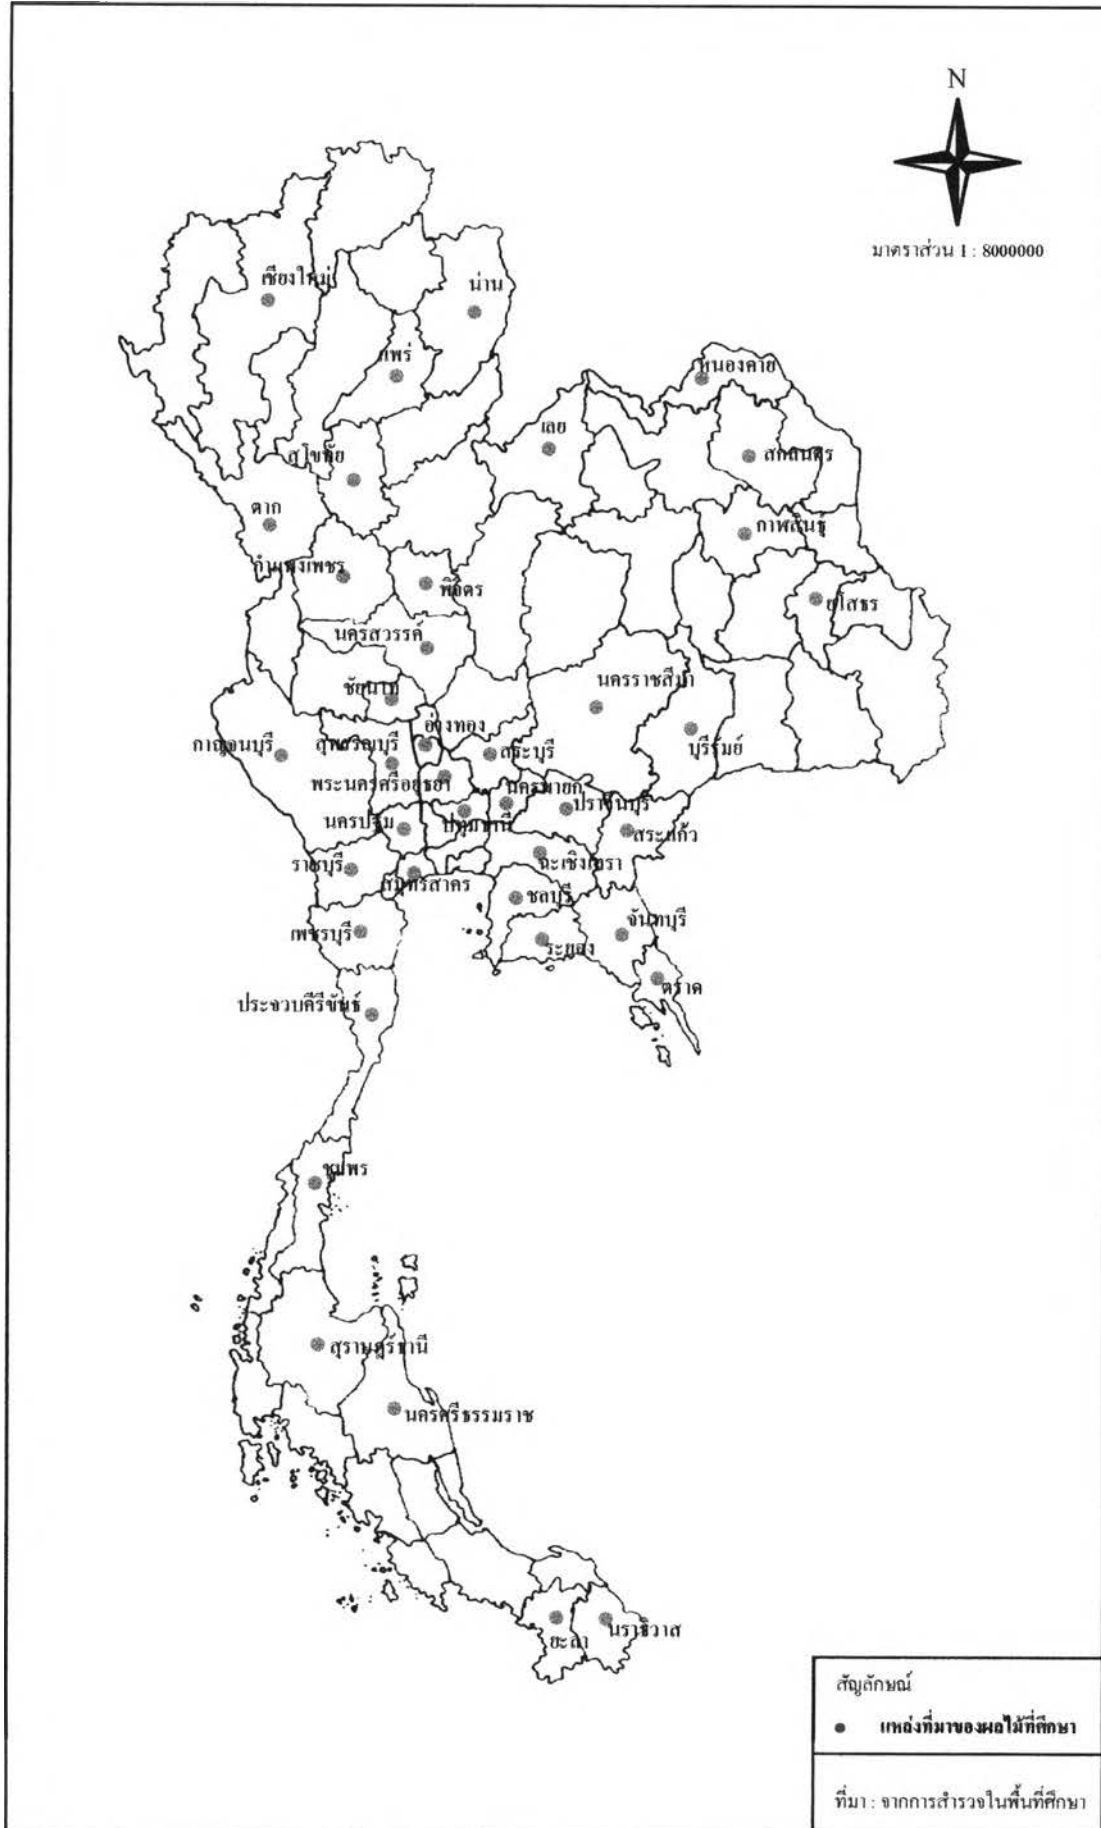 N
มาตราส่วน 1 : 8000000
เชียงใหม่
น่าน
แพร่
หนองคาย
เลย
สุโขทัย
สกลนคร
ตาก
กาฬสินธุ์
กำแพงเพชร
พิจิตร
ยโสธร
นครสวรรค์
ชัยนาท
นครราชสีมา
อ่างทอง
บุรีรัมย์
กาญจนบุรี
สุพรรณบุรี
สระบุรี
พระนครศรีอยุธยา
นครนายก
ปราจีนบุรี
นครปฐม
ปทุมธานี
สระแก้ว
ราชบุรี
ฉะเชิงเทรา
สมุทรสาคร
ชลบุรี
เพชรบุรี
จันทบุรี
ระยอง
ตราด
ประจวบคีรีขันธ์
ชุมพร
สุราษฎร์ธานี
นครศรีธรรมราช
ยะลา
นราธิวาส
สัญลักษณ์
แหล่งที่มาของผลไม้ที่ศึกษา
ที่มา : จากการสำรวจในพื้นที่ศึกษา